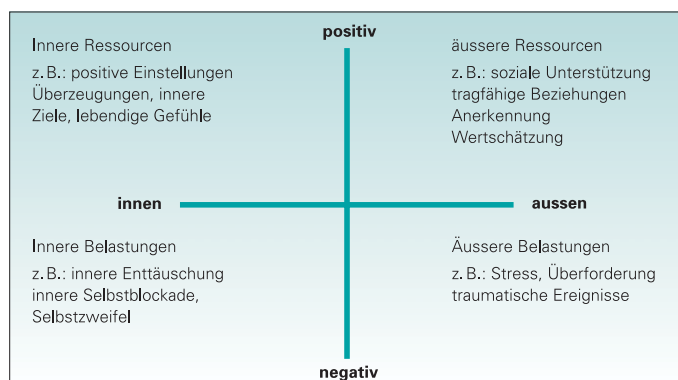 positiv
Innere Ressourcen
z. B.: positive Einstellungen
Überzeugungen, innere
Ziele, lebendige Gefühle
äussere Ressourcen
z. B.: soziale Unterstützung
tragfähige Beziehungen
Anerkennung
Wertschätzung
innen
aussen
Innere Belastungen
z. B.: innere Enttäuschung
innere Selbstblockade,
Selbstzweifel
Äussere Belastungen
z. B.: Stress, Überforderung
traumatische Ereignisse
negativ